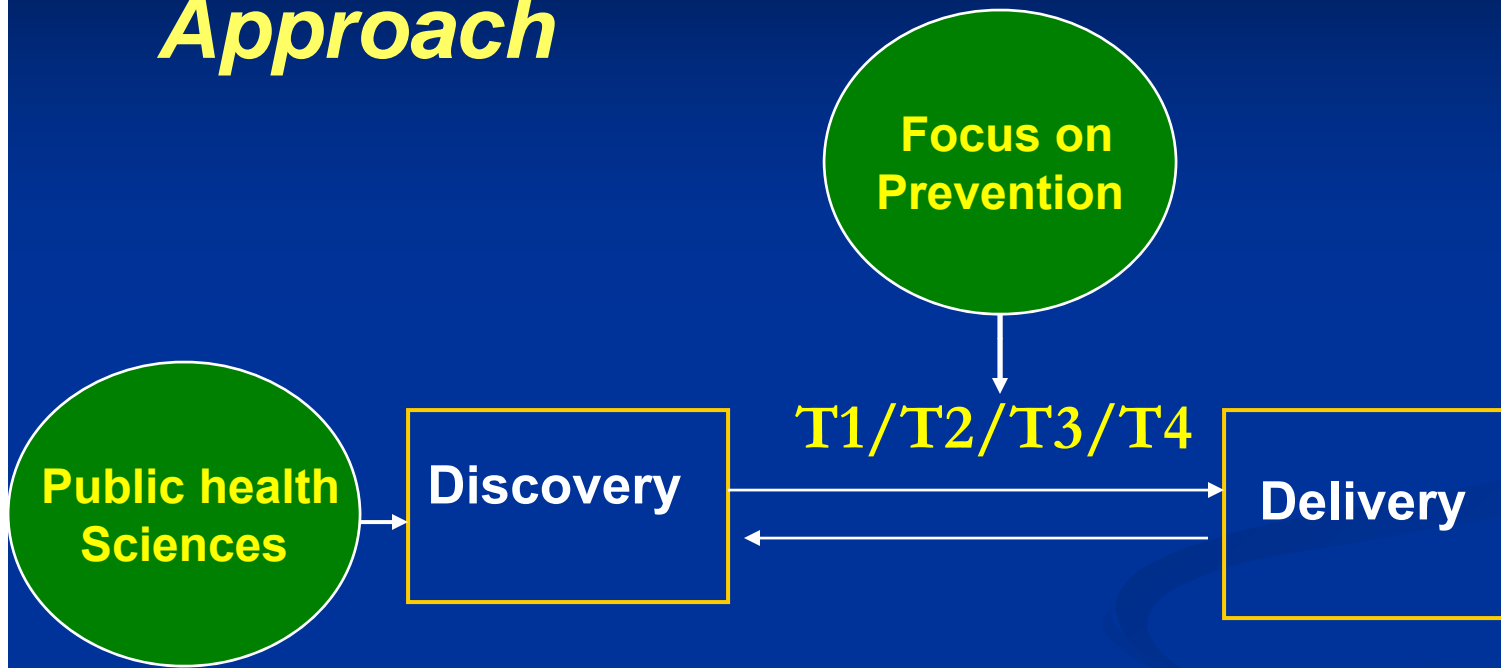 Approach
Focus on
Prevention
T1/T2/T3/T4
Public health
Sciences
Discovery
Delivery